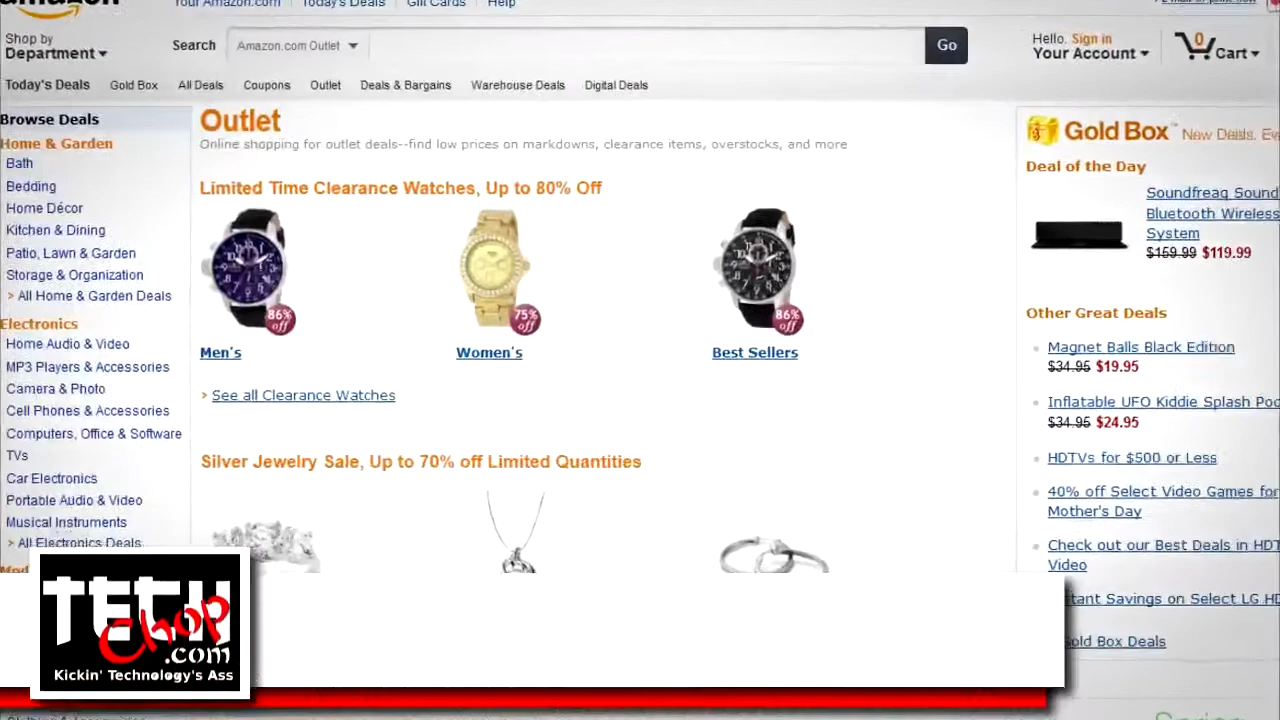 amazon
Your Amazon.com
Today's Deals
Gift Cards
Help
Shop by
Department
Search
Amazon.com Outlet
Go
Hello. Sign in
Your Account
0
Cart
Today's Deals
Gold Box
All Deals
Coupons
Outlet
Deals & Bargains
Warehouse Deals
Digital Deals
Browse Deals
Home & Garden
Bath
Bedding
Home Décor
Kitchen & Dining
Patio, Lawn & Garden
Storage & Organization
> All Home & Garden Deals
Electronics
Home Audio & Video
MP3 Players & Accessories
Camera & Photo
Cell Phones & Accessories
Computers, Office & Software
TVs
Car Electronics
Portable Audio & Video
Musical Instruments
> All Electronics Deals
Outlet
Online shopping for outlet deals--find low prices on markdowns, clearance items, overstocks, and more
Limited Time Clearance Watches, Up to 80% Off
86% off
75% off
86% off
Men's
Women's
Best Sellers
> See all Clearance Watches
Silver Jewelry Sale, Up to 70% off Limited Quantities
Gold Box™ New Deals. Ev
Deal of the Day
Soundfreaq Sound
Bluetooth Wireless
System
$159.99 $119.99
Other Great Deals
Magnet Balls Black Edition
$34.95 $19.95
Inflatable UFO Kiddie Splash Poo
$34.95 $24.95
HDTVs for $500 or Less
40% off Select Video Games for
Mother's Day
Check out our Best Deals in HDT
Video
stant Savings on Select LG HD
Gold Box Deals
TECH
Chop
.com
Kickin' Technology's Ass